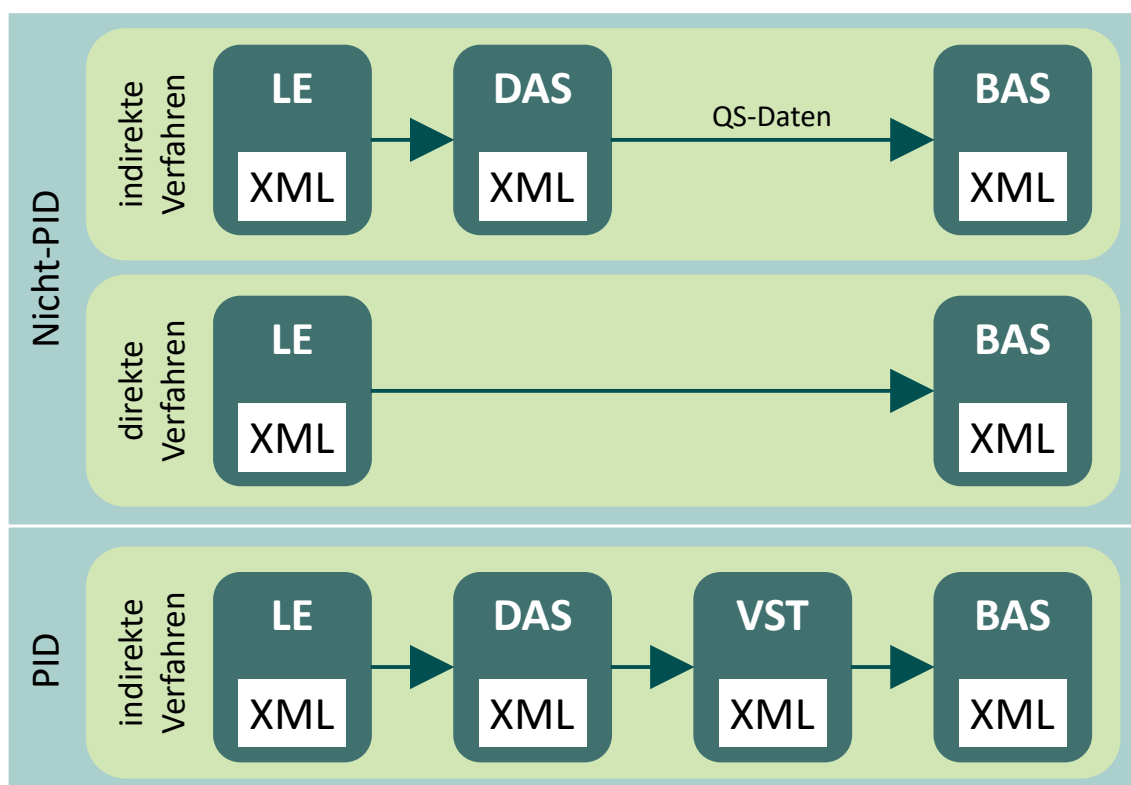 Nicht-PID
indirekte
Verfahren
LE
XML
DAS
XML
QS-Daten
BAS
XML
direkte
Verfahren
LE
XML
BAS
XML
PID
indirekte
Verfahren
LE
XML
DAS
XML
VST
XML
BAS
XML